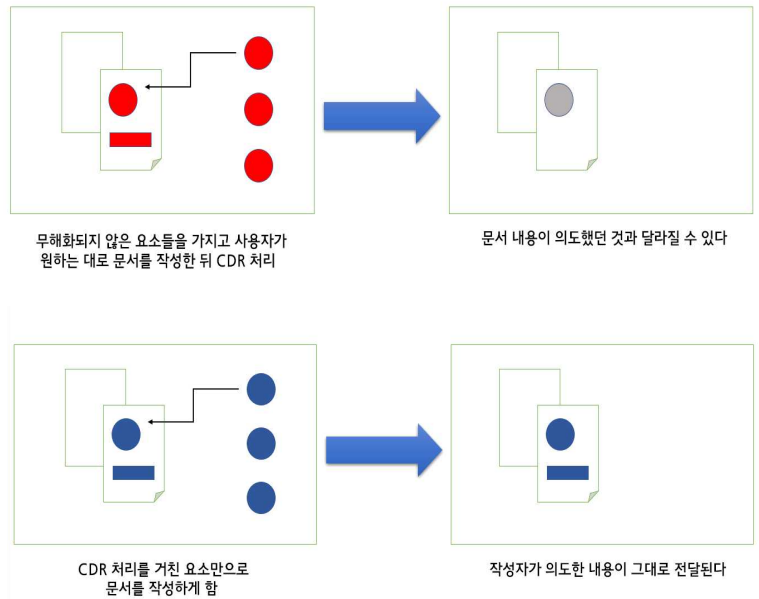 무해화되지 않은 요소들을 가지고 사용자가
원하는 대로 문서를 작성한 뒤 CDR 처리
문서 내용이 의도했던 것과 달라질 수 있다
CDR 처리를 거친 요소만으로
문서를 작성하게 함
작성자가 의도한 내용이 그대로 전달된다